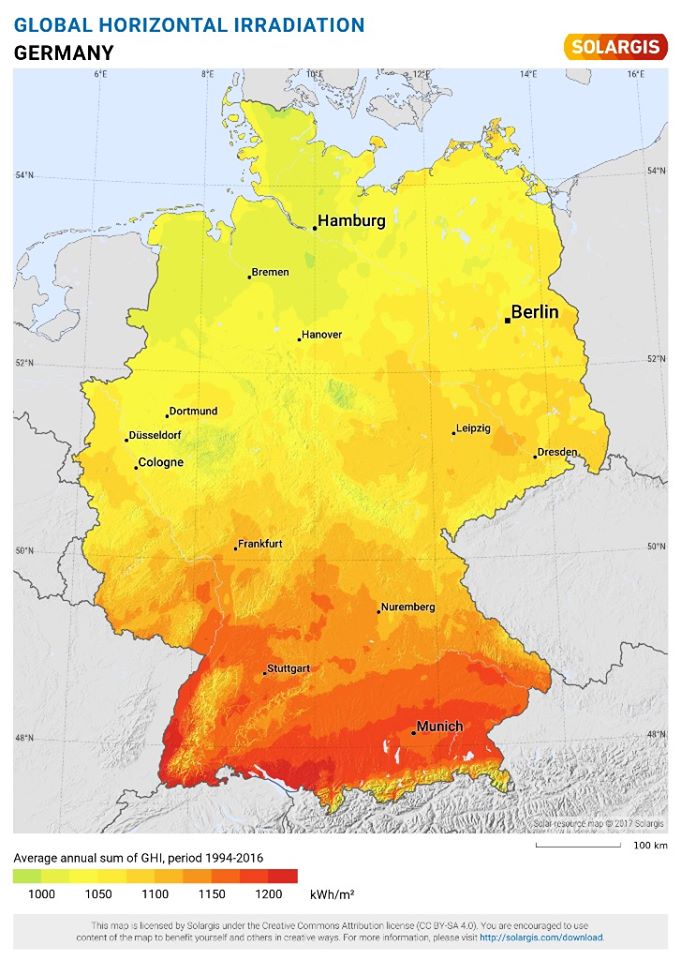 GLOBAL HORIZONTAL IRRADIATION
GERMANY
SOLARGIS
6°E 8°E 10°E 12°E 14°E 16°E
54°N 54°N
Hamburg
Bremen
Berlin
Hanover
52°N 52°N
Dortmund
Düsseldorf
Leipzig
Cologne
Dresden
Frankfurt
50°N 50°N
Nuremberg
Stuttgart
Munich
48°N 48°N
Solar resource map © 2017 Solargis
100 km
Average annual sum of GHI, period 1994-2016
1000 1050 1100 1150 1200 kWh/m²
This map is licensed by Solargis under the Creative Commons Attribution license (CC BY-SA 4.0). You are encouraged to use
content of the map to benefit yourself and others in creative ways. For more information, please visit http://solargis.com/download.